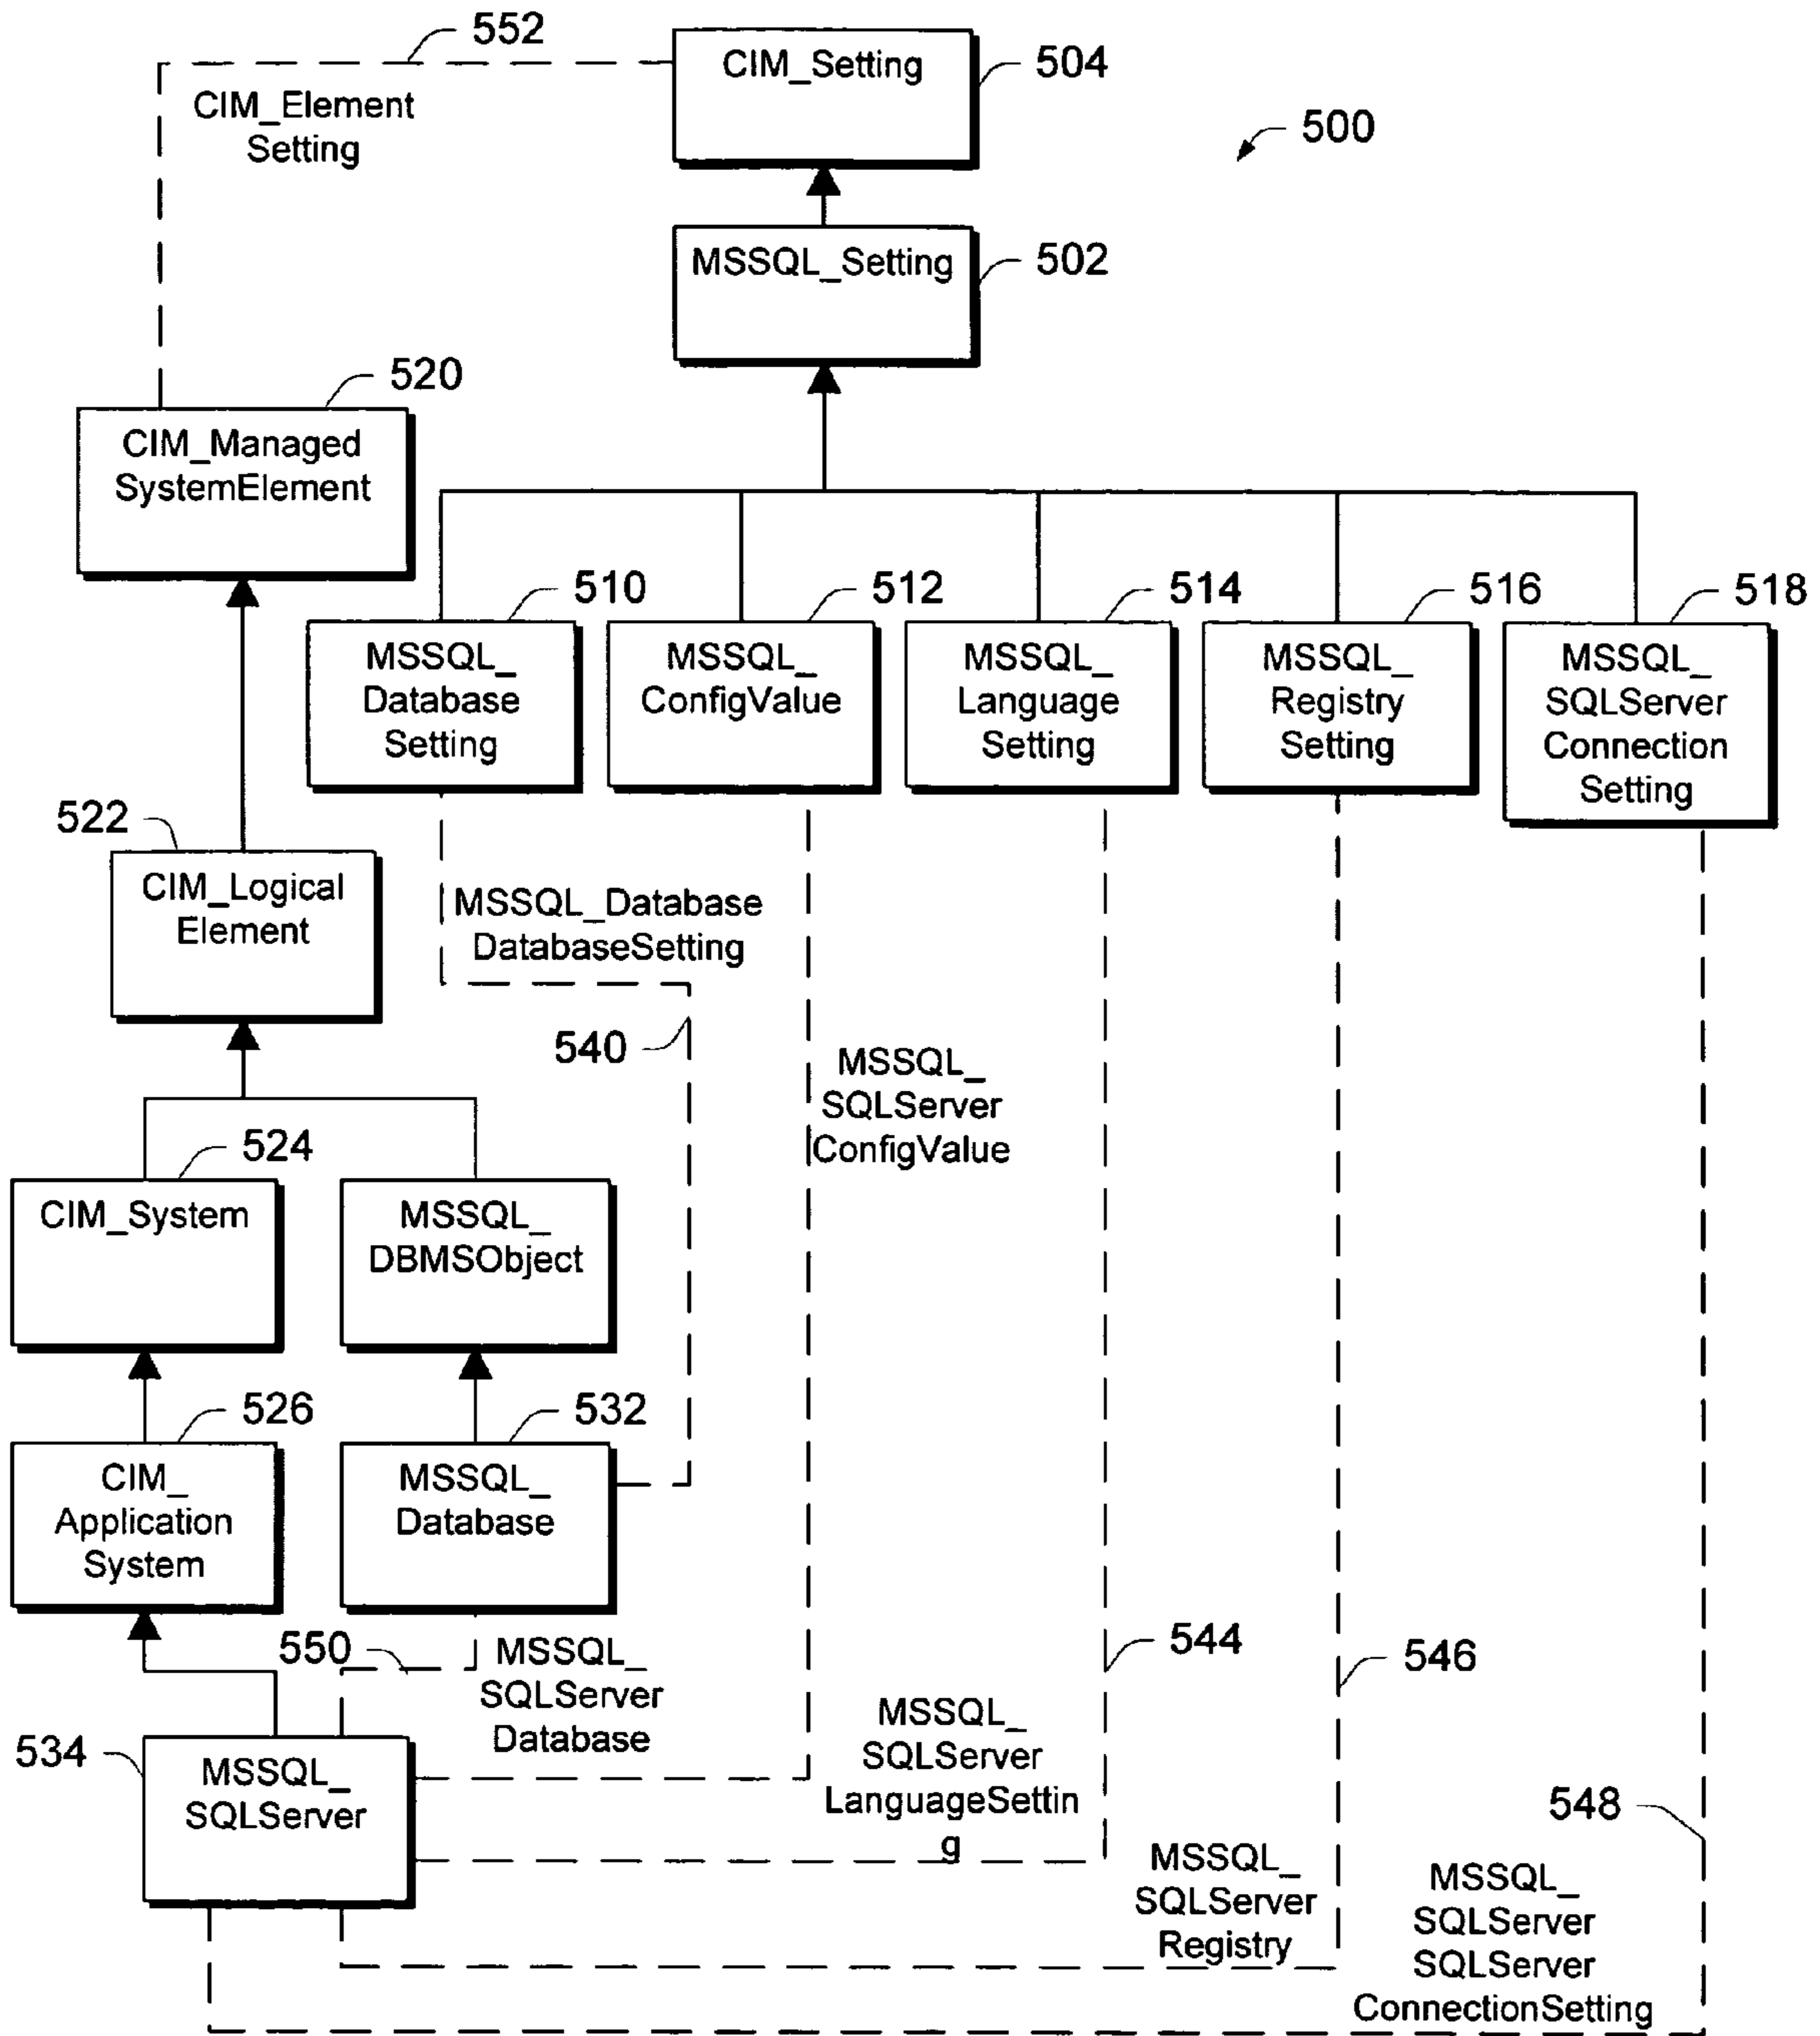 552
CIM_Setting
504
CIM_Element
Setting
500
MSSQL_Setting
502
520
CIM_Managed
SystemElement
510
512
514
516
518
MSSQL_
Database
Setting
MSSQL_
ConfigValue
MSSQL_
Language
Setting
MSSQL_
Registry
Setting
MSSQL_
SQLServer
Connection
Setting
522
CIM_Logical
Element
MSSQL_Database
DatabaseSetting
540
MSSQL_
SQLServer
ConfigValue
524
CIM_System
MSSQL_
DBMSObject
526
532
CIM_
Application
System
MSSQL_
Database
550
MSSQL_
SQLServer
Database
544
546
534
MSSQL_
SQLServer
MSSQL_
SQLServer
LanguageSettin
g
548
MSSQL_
SQLServer
Registry
MSSQL_
SQLServer
SQLServer
ConnectionSetting